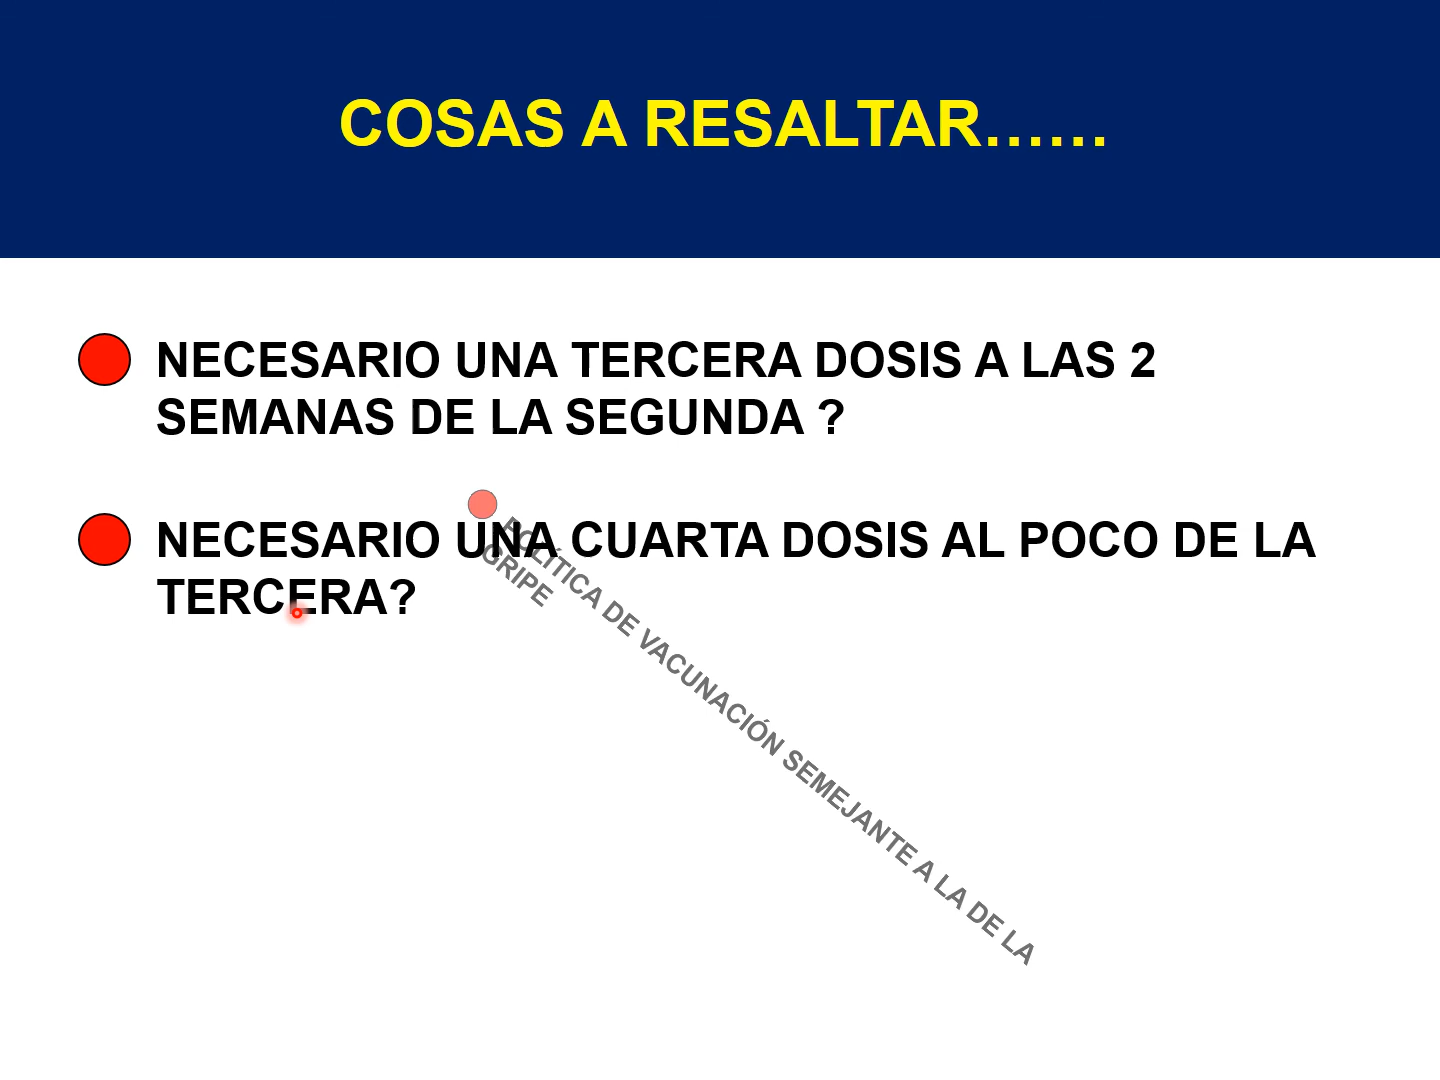 COSAS A RESALTAR……
NECESARIO UNA TERCERA DOSIS A LAS 2
SEMANAS DE LA SEGUNDA ?
NECESARIO UNA CUARTA DOSIS AL POCO DE LA
TERCERA?
POLÍTICA DE VACUNACIÓN SEMEJANTE A LA DE LA
GRIPE